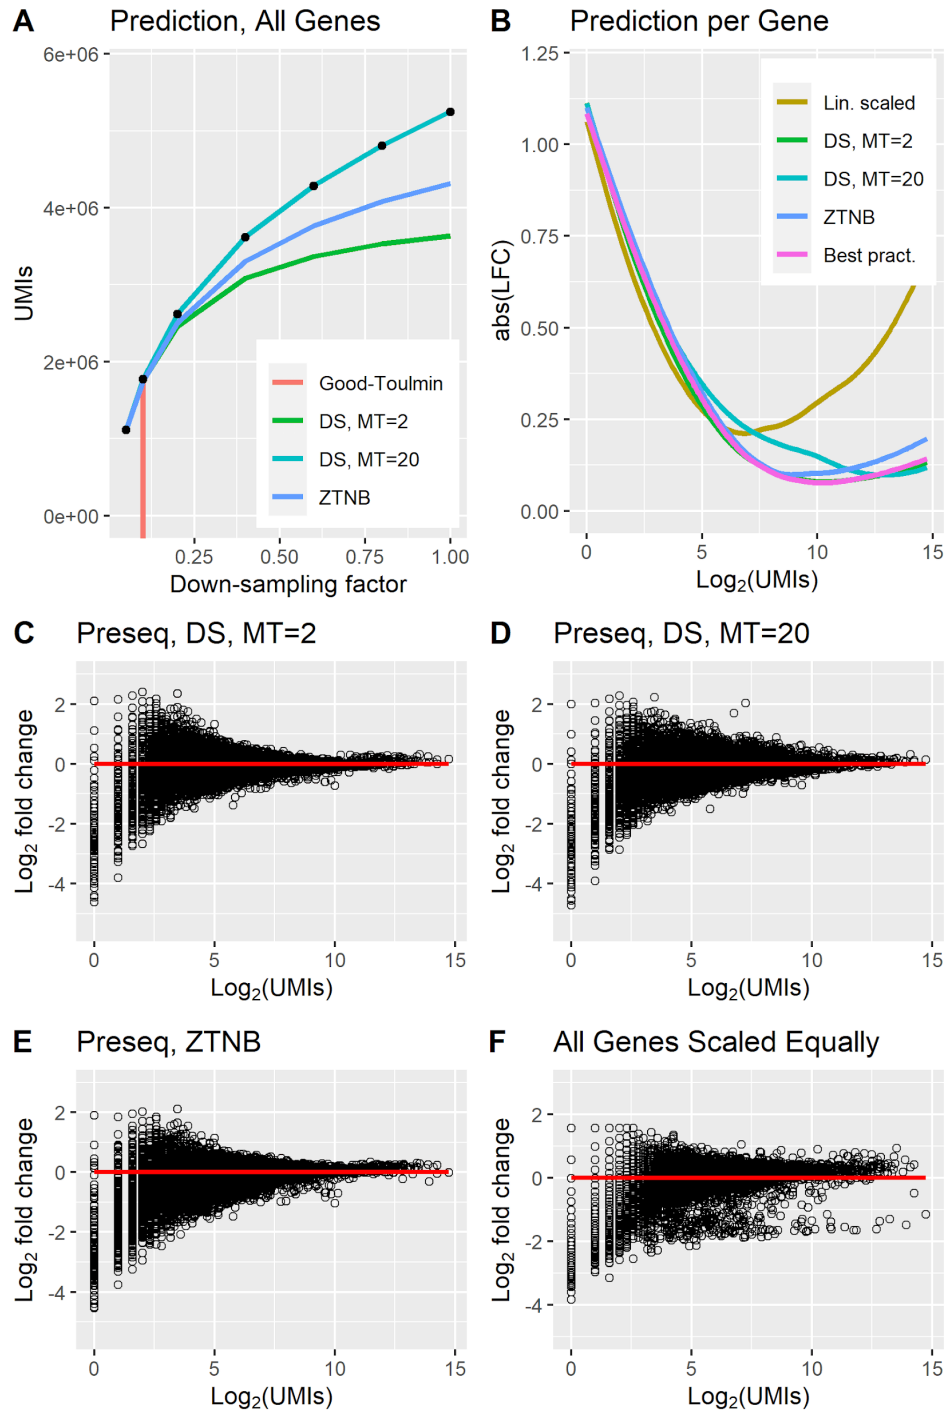 A Prediction, All Genes
6e+06
4e+06
2e+06
0e+00
UMIs
Good-Toulmin
DS, MT=2
DS, MT=20
ZTNB
0.25 0.50 0.75 1.00
Down-sampling factor
B Prediction per Gene
1.25
1.00
0.75
0.50
0.25
0.00
abs(LFC)
Lin. scaled
DS, MT=2
DS, MT=20
ZTNB
Best pract.
0 5 10 15
Log₂(UMIs)
C Preseq, DS, MT=2
2
0
-2
-4
Log₂ fold change
0 5 10 15
Log₂(UMIs)
D Preseq, DS, MT=20
2
0
-2
-4
Log₂ fold change
0 5 10 15
Log₂(UMIs)
E Preseq, ZTNB
2
0
-2
-4
Log₂ fold change
0 5 10 15
Log₂(UMIs)
F All Genes Scaled Equally
2
0
-2
-4
Log₂ fold change
0 5 10 15
Log₂(UMIs)